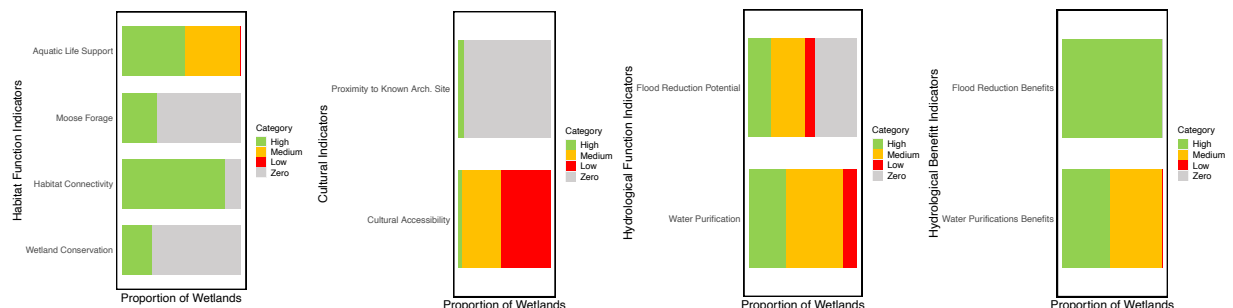 Habitat Function Indicators
Aquatic Life Support
Moose Forage
Habitat Connectivity
Wetland Conservation
Proportion of Wetlands
Category
High
Medium
Low
Zero
Cultural Indicators
Proximity to Known Arch. Site
Cultural Accessibility
Proportion of Wetlands
Category
High
Medium
Low
Zero
Hydrological Function Indicators
Flood Reduction Potential
Water Purification
Proportion of Wetlands
Category
High
Medium
Low
Zero
Hydrological Benefitt Indicators
Flood Reduction Benefits
Water Purifications Benefits
Proportion of Wetlands
Category
High
Medium
Low
Zero